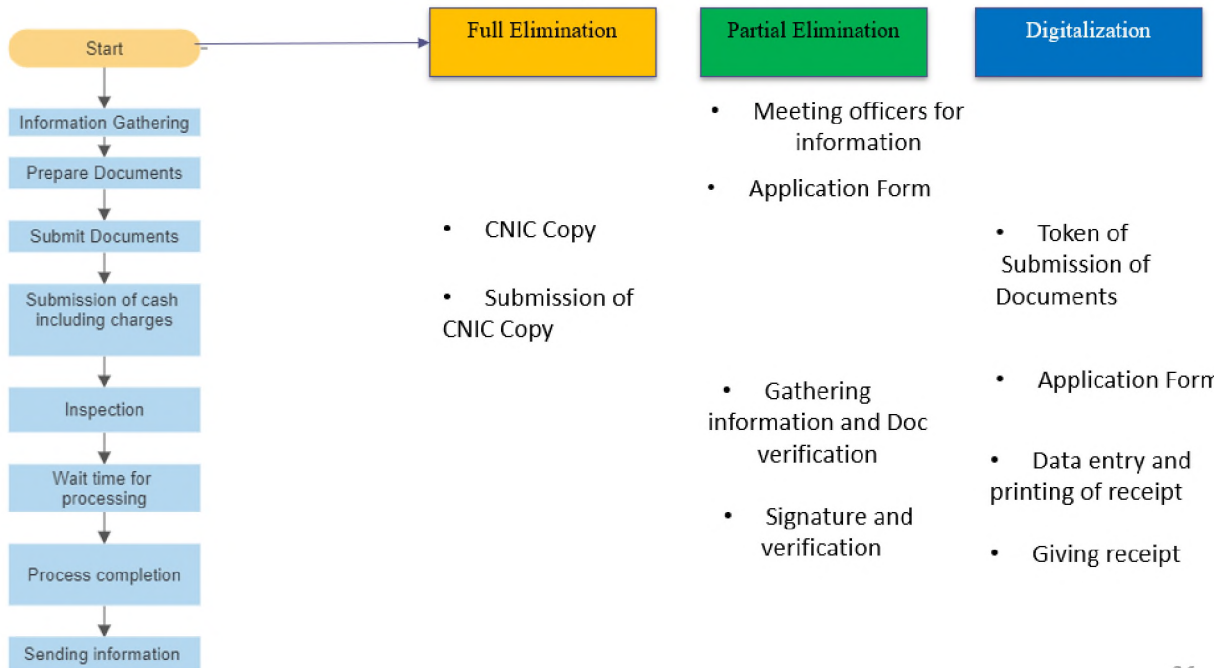 Start
Information Gathering
Prepare Documents
Submit Documents
Submission of cash
including charges
Inspection
Wait time for
processing
Process completion
Sending information
Full Elimination
• CNIC Copy
• Submission of
CNIC Copy
Partial Elimination
• Meeting officers for
information
• Application Form
• Gathering
information and Doc
verification
• Signature and
verification
Digitalization
• Token of
Submission of
Documents
• Application Form
• Data entry and
printing of receipt
• Giving receipt